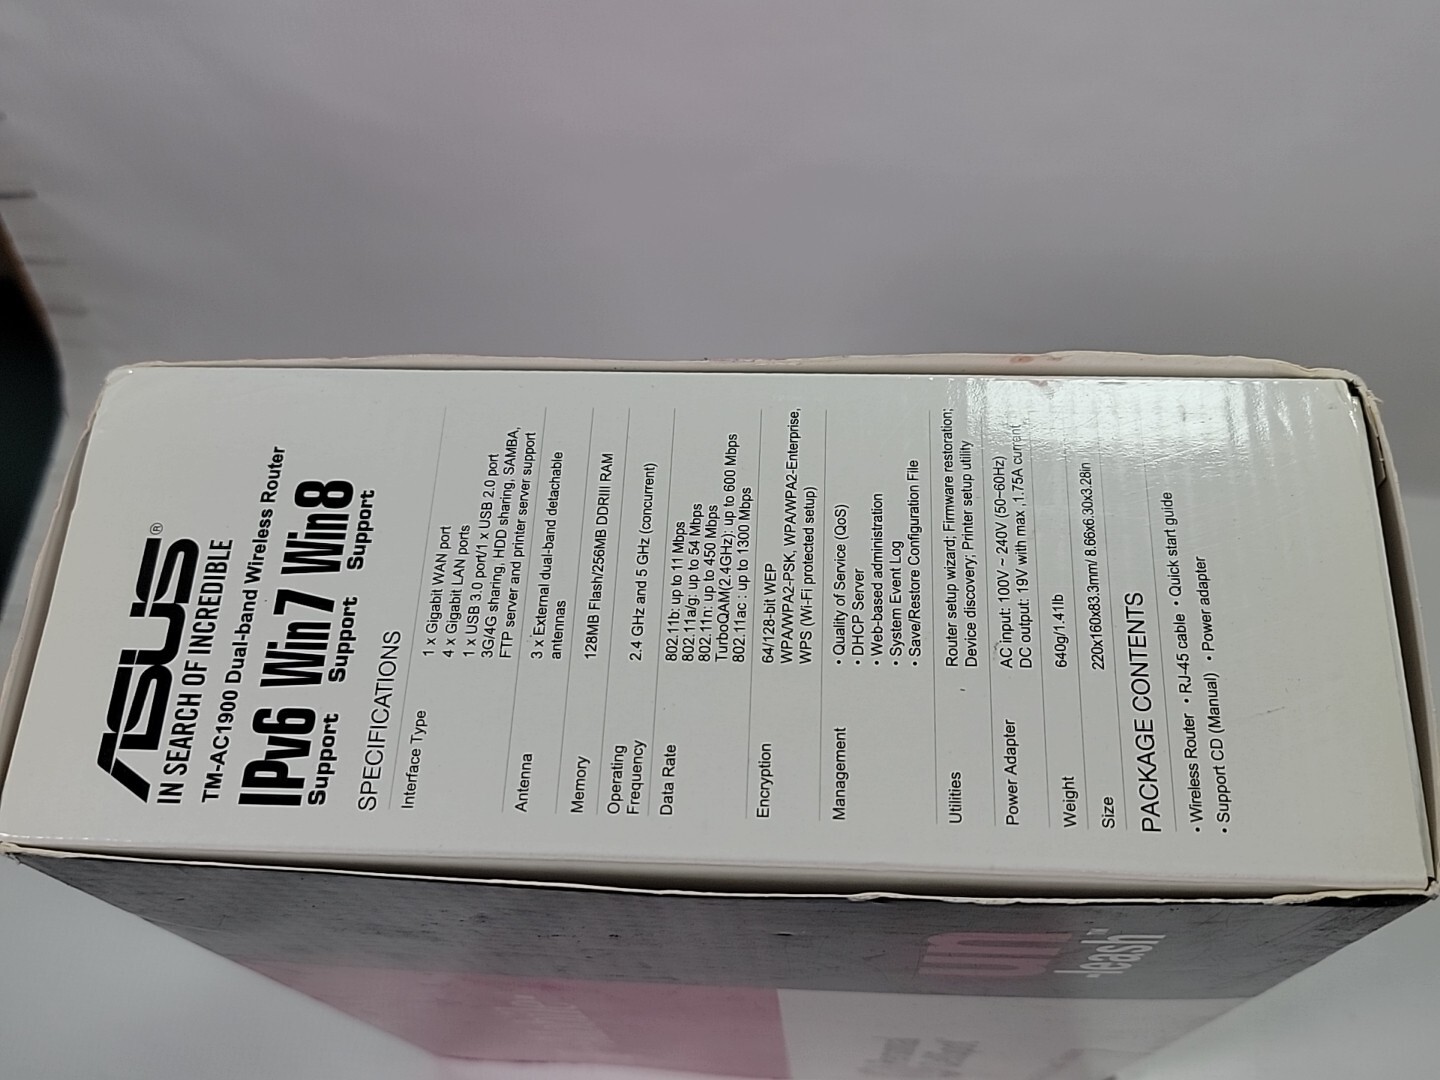 ASUS®
IN SEARCH OF INCREDIBLE
TM-AC1900 Dual-band Wireless Router
IPv6 Win7 Win8
Support Support Support
SPECIFICATIONS
Interface Type
1 x Gigabit WAN port
4 x Gigabit LAN ports
1 x USB 3.0 port/1 x USB 2.0 port
3G/4G sharing, HDD sharing, SAMBA,
FTP server and printer server support
Antenna
3 x External dual-band detachable
antennas
Memory
128MB Flash/256MB DDRIII RAM
Operating
Frequency
2.4 GHz and 5 GHz (concurrent)
Data Rate
802.11b: up to 11 Mbps
802.11a/g: up to 54 Mbps
802.11n: up to 450 Mbps
TurboQAM(2.4GHz): up to 600 Mbps
802.11ac : up to 1300 Mbps
Encryption
64/128-bit WEP
WPA/WPA2-PSK, WPA/WPA2-Enterprise,
WPS (Wi-Fi protected setup)
Management
• Quality of Service (QoS)
• DHCP Server
• Web-based administration
• System Event Log
• Save/Restore Configuration File
Utilities
Router setup wizard; Firmware restoration;
Device discovery; Printer setup utility
Power Adapter
AC input: 100V ~ 240V (50~60Hz)
DC output: 19V with max ,1.75A current
Weight
640g/1.41lb
Size
220x160x83.3mm/ 8.66x6.30x3.28in
PACKAGE CONTENTS
• Wireless Router • RJ-45 cable • Quick start guide
• Support CD (Manual) • Power adapter
un
leash™